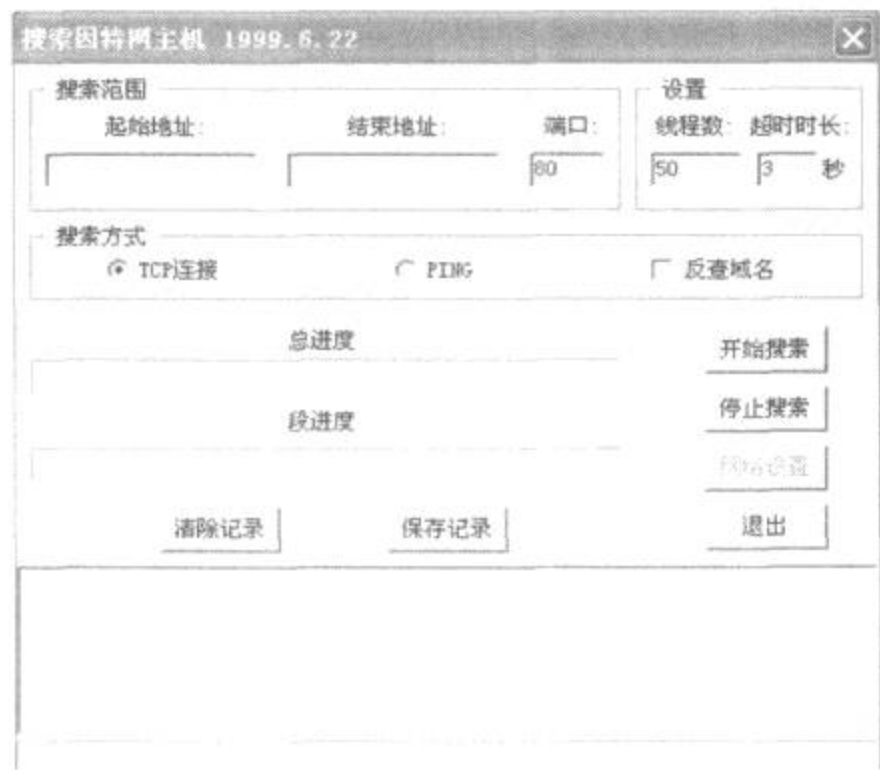 搜索因特网主机 1999.6.22
搜索范围
设置
起始地址:
结束地址:
端口:
线程数:
超时时长:
80
50
3
秒
搜索方式
TCP连接
PING
反查域名
总进度
开始搜索
段进度
停止搜索
清除记录
保存记录
退出